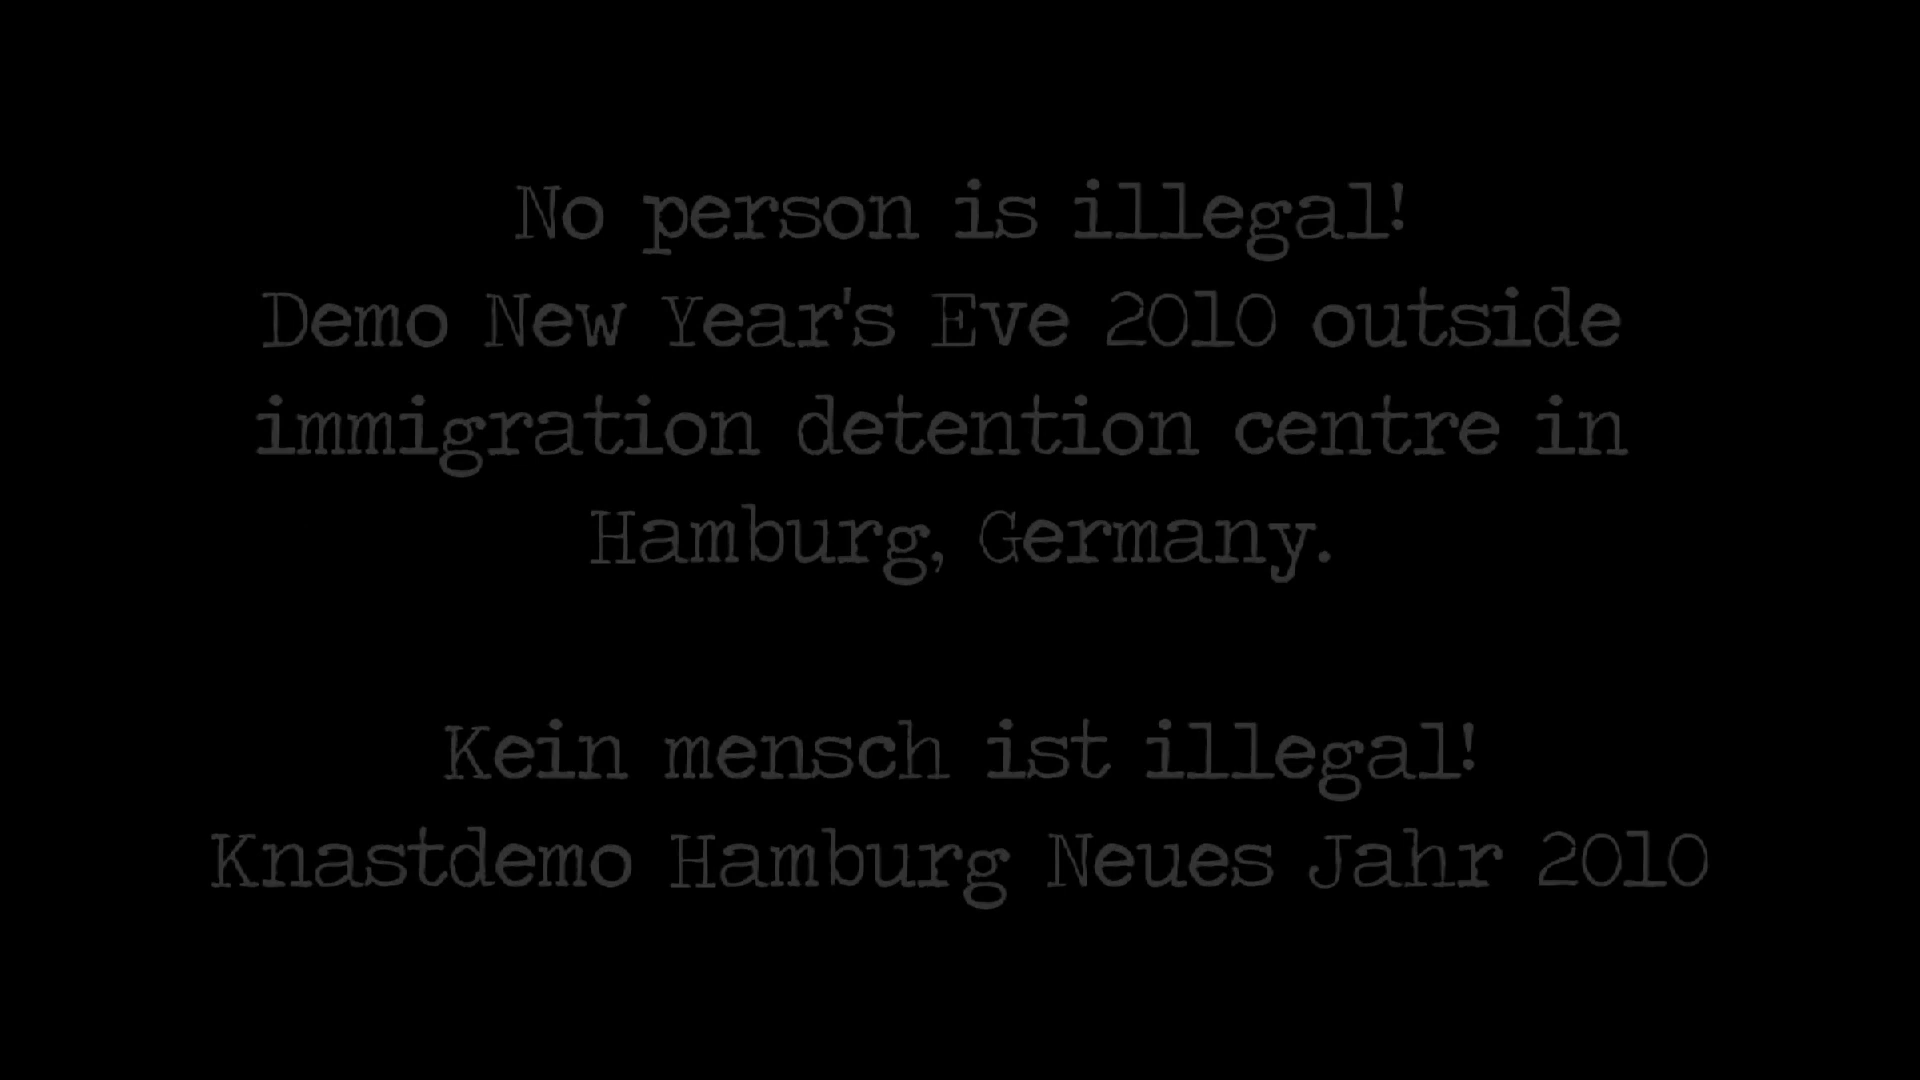 No person is illegal!
Demo New Year's Eve 2010 outside
immigration detention centre in
Hamburg, Germany.
Kein mensch ist illegal!
Knastdemo Hamburg Neues Jahr 2010